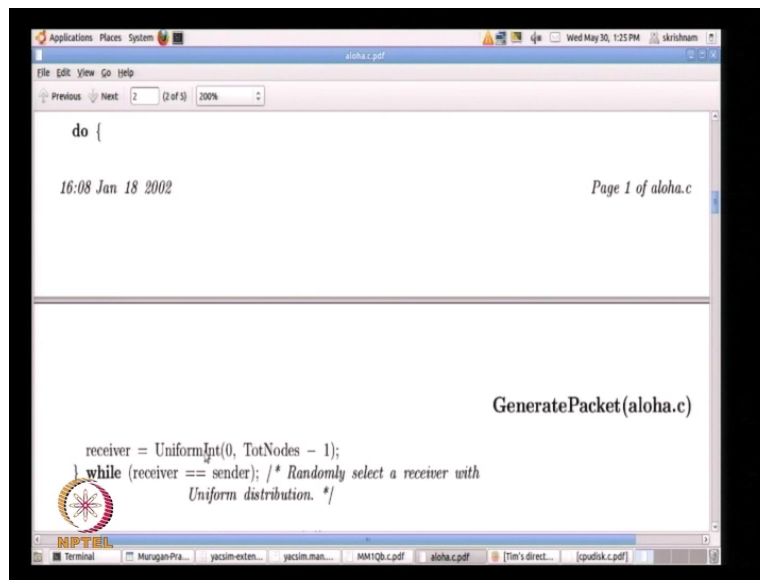 Applications Places System Wed May 30, 1:25 PM skrishnam
aloha.c.pdf
File Edit View Go Help
Previous Next 2 (2 of 5) 200%
do {
16:08 Jan 18 2002 Page 1 of aloha.c
GeneratePacket(aloha.c)
receiver = UniformInt(0, TotNodes − 1);
} while (receiver == sender); /* Randomly select a receiver with
Uniform distribution. */
NPTEL
Terminal Murugan-Pra... yacsim-exten... yacsim.man.... MM1Qb.c.pdf aloha.c.pdf [Tim's direct... [cpudisk.c.pdf]